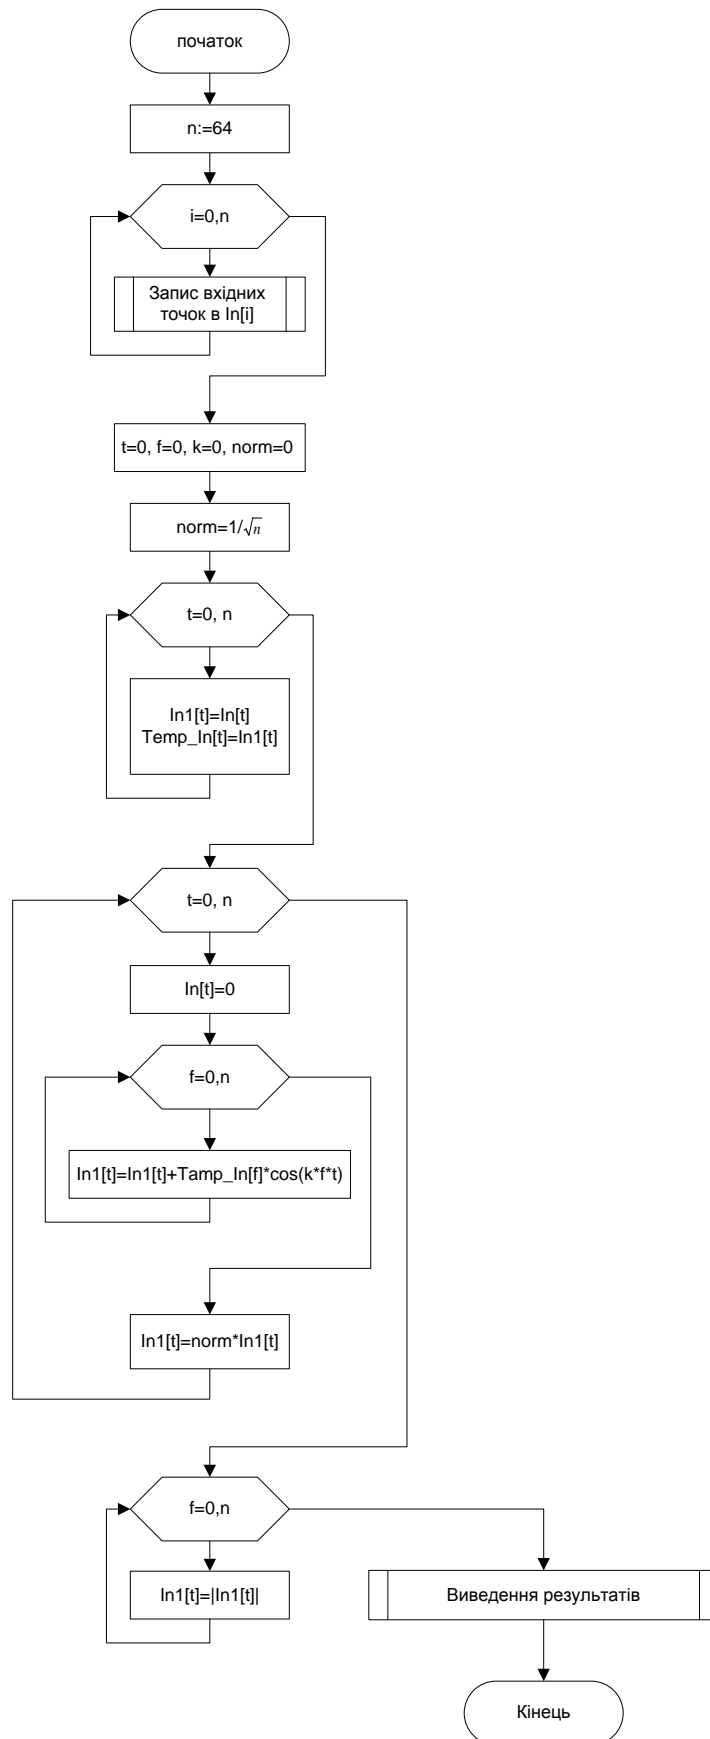 початок
n:=64
i=0,n
Запис вхідних
точок в In[i]
t=0, f=0, k=0, norm=0
norm=1/√n
t=0, n
In1[t]=In[t]
Temp_In[t]=In1[t]
t=0, n
In[t]=0
f=0,n
In1[t]=In1[t]+Tamp_In[f]*cos(k*f*t)
In1[t]=norm*In1[t]
f=0,n
In1[t]=|In1[t]|
Виведення результатів
Кінець